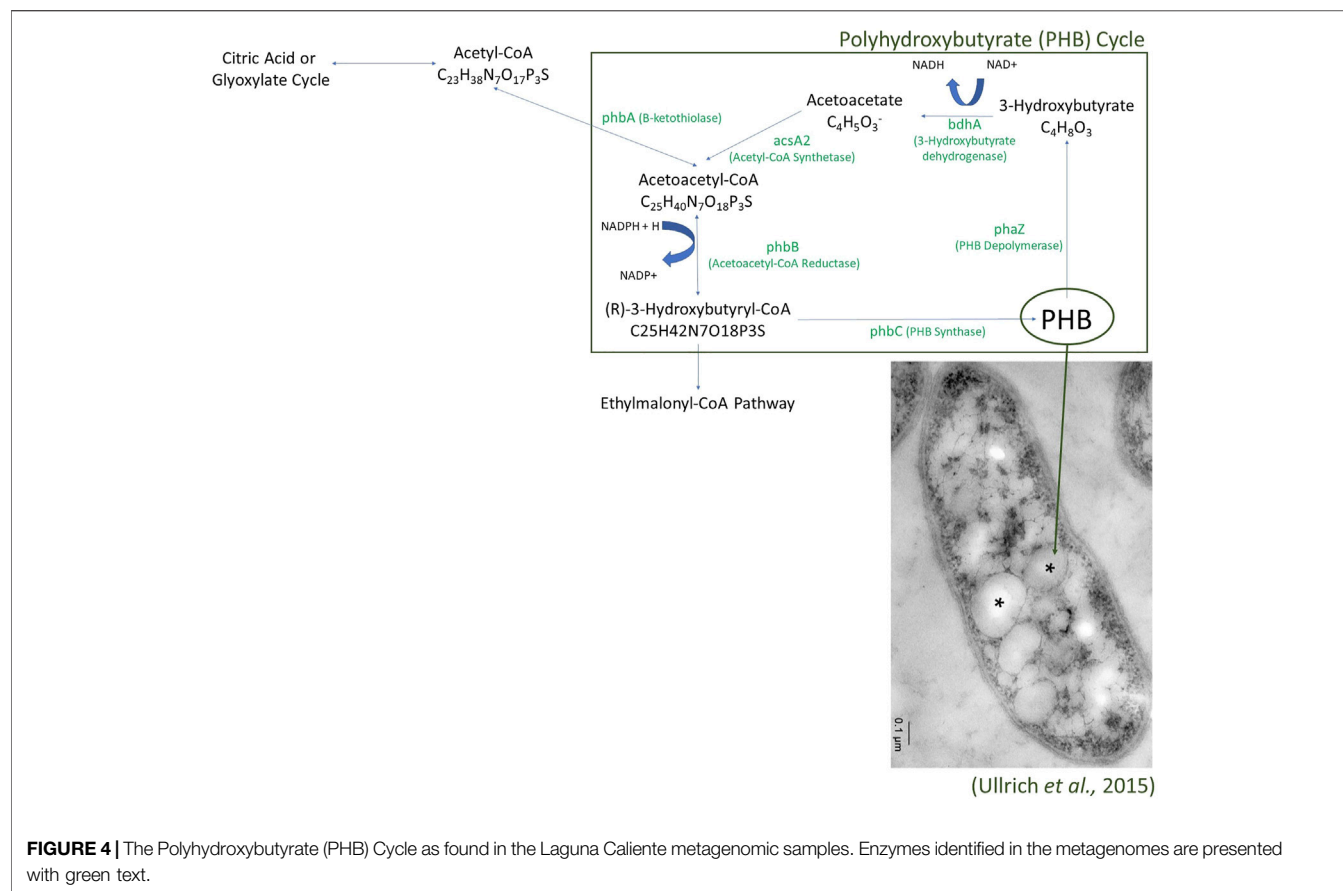 Polyhydroxybutyrate (PHB) Cycle
Citric Acid or
Glyoxylate Cycle
Acetyl-CoA
C₂₃H₃₈N₇O₁₇P₃S
NADH
NAD+
Acetoacetate
C₄H₅O₃⁻
3-Hydroxybutyrate
C₄H₈O₃
phbA (B-ketothiolase)
bdhA
(3-Hydroxybutyrate
dehydrogenase)
acsA2
(Acetyl-CoA Synthetase)
Acetoacetyl-CoA
C₂₅H₄₀N₇O₁₈P₃S
NADPH + H
NADP+
phbB
(Acetoacetyl-CoA Reductase)
phaZ
(PHB Depolymerase)
(R)-3-Hydroxybutyryl-CoA
C25H42N7O18P3S
phbC (PHB Synthase)
PHB
Ethylmalonyl-CoA Pathway
*
*
0.1 µm
(Ullrich et al., 2015)
FIGURE 4 | The Polyhydroxybutyrate (PHB) Cycle as found in the Laguna Caliente metagenomic samples. Enzymes identified in the metagenomes are presented
with green text.